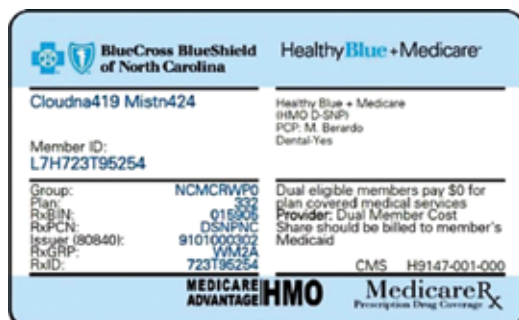 BlueCross BlueShield
of North Carolina
HealthyBlue + Medicare
Cloudna419 Mistn424
Member ID:
L7H723T95254
Healthy Blue + Medicare
(HMO D-SNP)
PCP: M. Berardo
Dental-Yes
Group: NCMCRWP0
Plan: 332
RxBIN: 015905
RxPCN: DSNPNC
Issuer (80840): 9101000302
RxGRP: WM2A
RxID: 723T95254
Dual eligible members pay $0 for
plan covered medical services
Provider: Dual Member Cost
Share should be billed to member's
Medicaid
CMS H9147-001-000
MEDICARE
ADVANTAGE HMO
MedicareRx
Prescription Drug Coverage